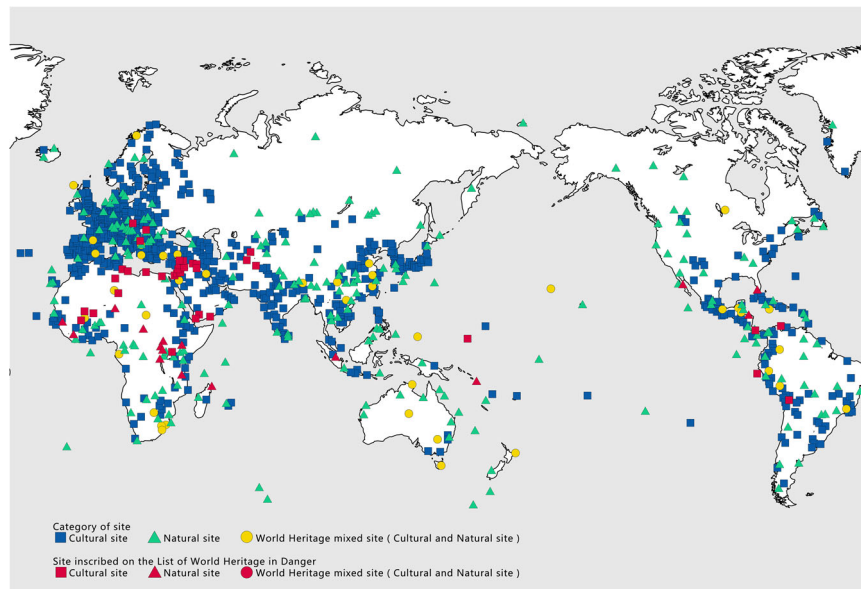 Category of site
Cultural site Natural site World Heritage mixed site ( Cultural and Natural site )
Site inscribed on the List of World Heritage in Danger
Cultural site Natural site World Heritage mixed site ( Cultural and Natural site )